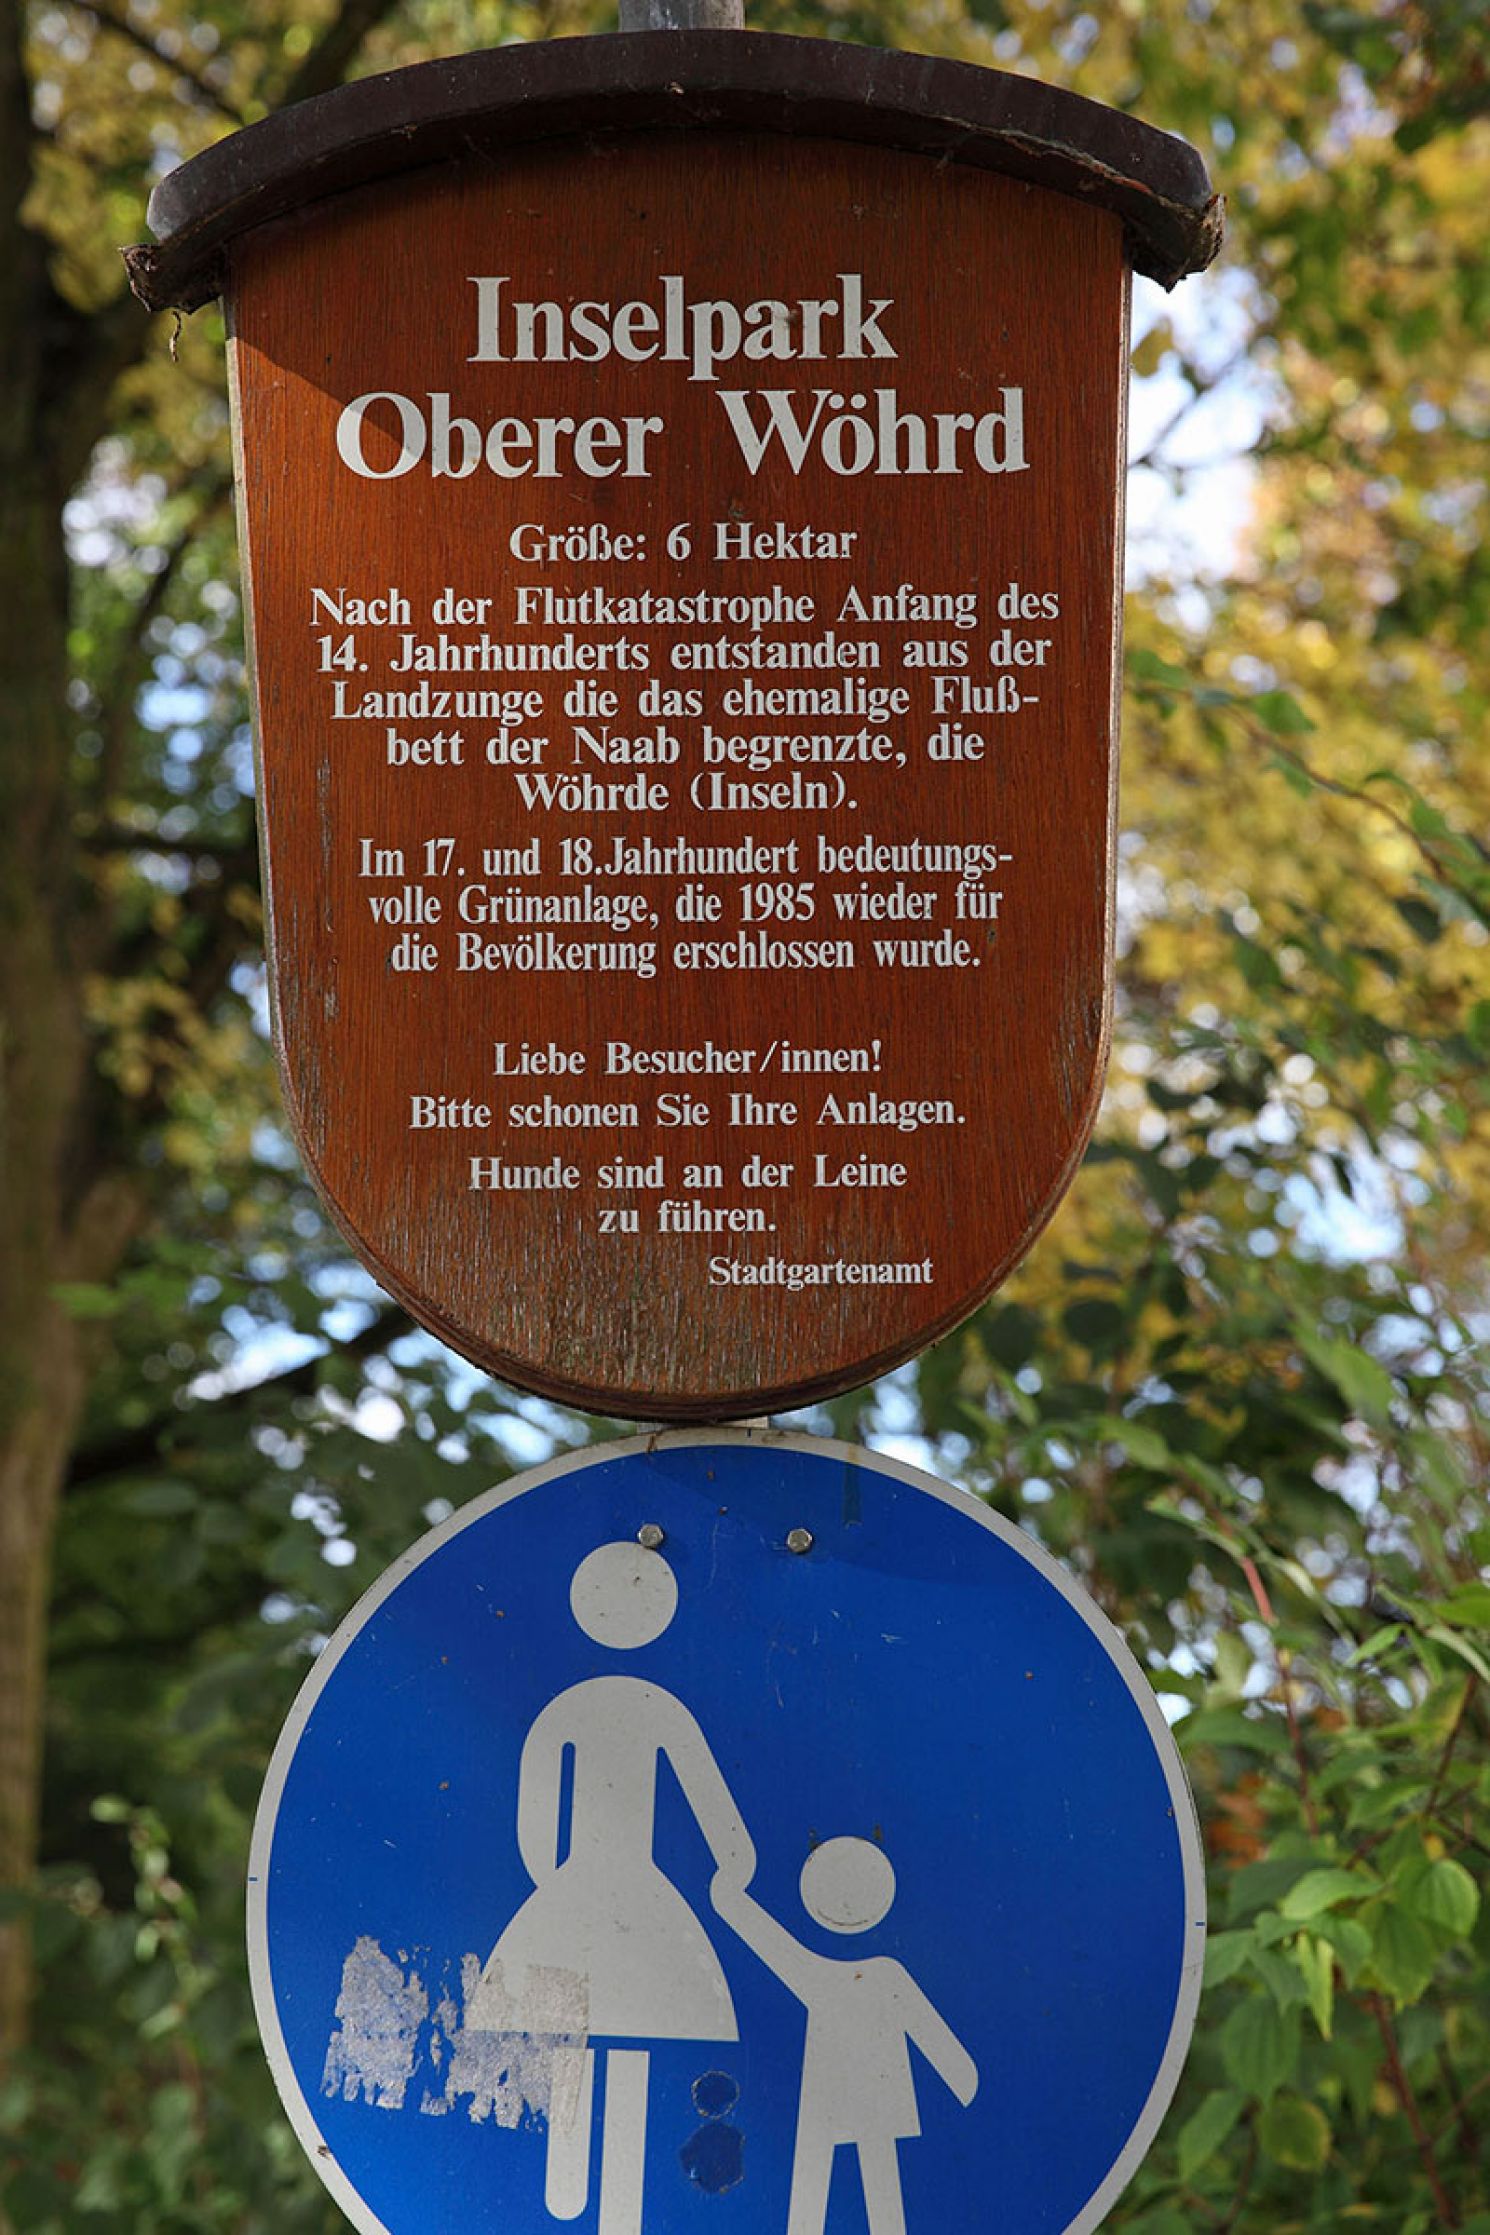 Inselpark
Oberer Wöhrd
Größe: 6 Hektar
Nach der Flutkatastrophe Anfang des
14. Jahrhunderts entstanden aus der
Landzunge die das ehemalige Fluß-
bett der Naab begrenzte, die
Wöhrde (Inseln).
Im 17. und 18.Jahrhundert bedeutungs-
volle Grünanlage, die 1985 wieder für
die Bevölkerung erschlossen wurde.
Liebe Besucher/innen!
Bitte schonen Sie Ihre Anlagen.
Hunde sind an der Leine
zu führen.
Stadtgartenamt